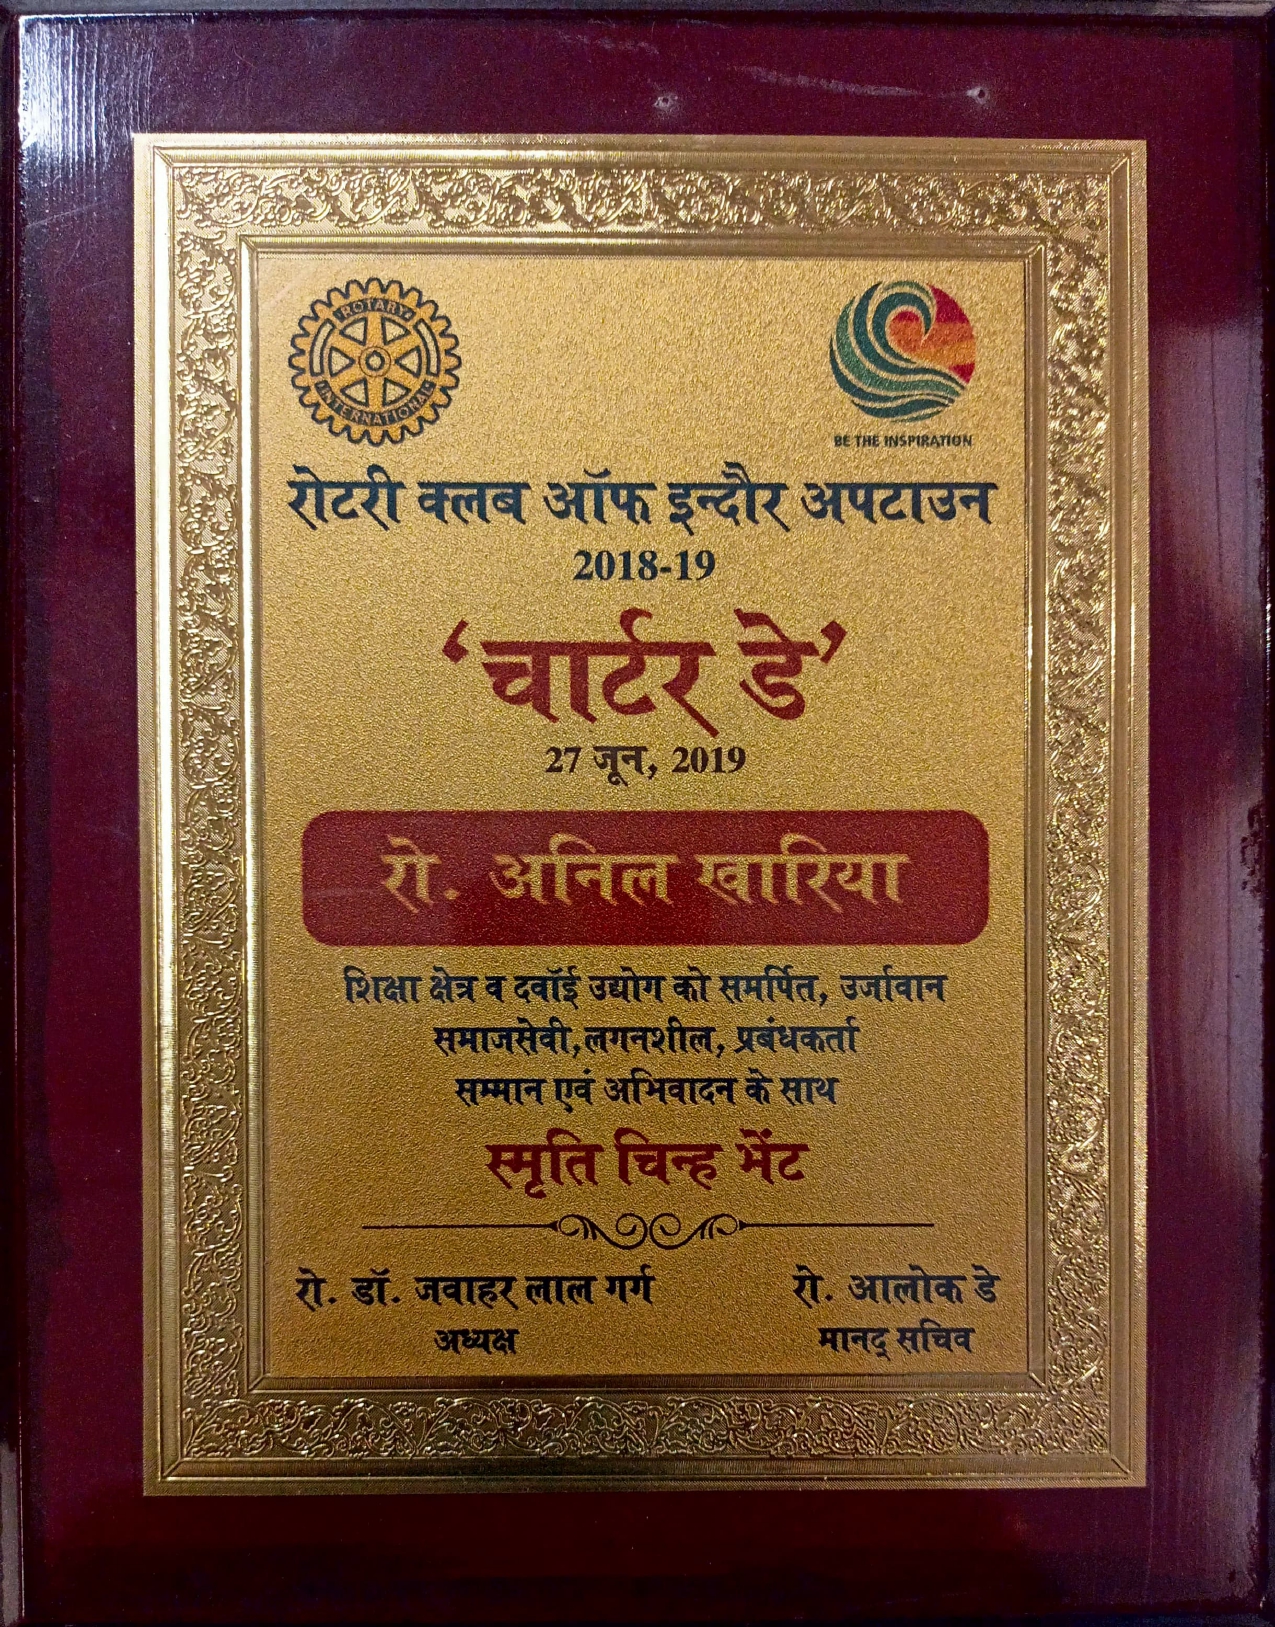 ROTARY
INTERNATIONAL
BE THE INSPIRATION
रोटरी क्लब ऑफ इन्दौर अपटाउन
2018-19
‘चार्टर डे’
27 जून, 2019
रो. अनिल खारिया
शिक्षा क्षेत्र व दवॉई उद्योग को समर्पित, उर्जावान
समाजसेवी,लगनशील, प्रबंधकर्ता
सम्मान एवं अभिवादन के साथ
स्मृति चिन्ह भेंट
रो. डॉ. जवाहर लाल गर्ग
अध्यक्ष
रो. आलोक डे
मानद् सचिव